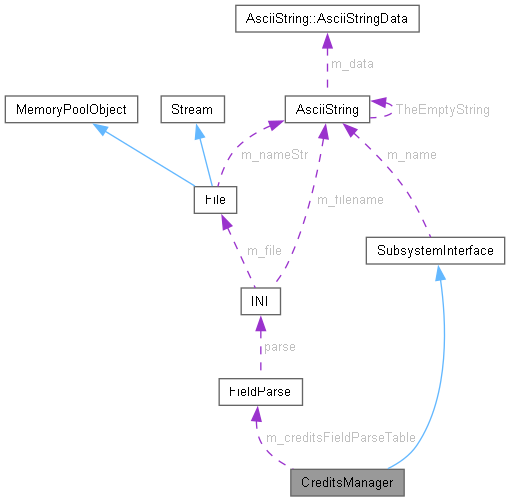 AsciiString::AsciiStringData
m_data
MemoryPoolObject
Stream
AsciiString
TheEmptyString
m_nameStr
m_name
File
m_filename
m_file
SubsystemInterface
INI
parse
FieldParse
m_creditsFieldParseTable
CreditsManager